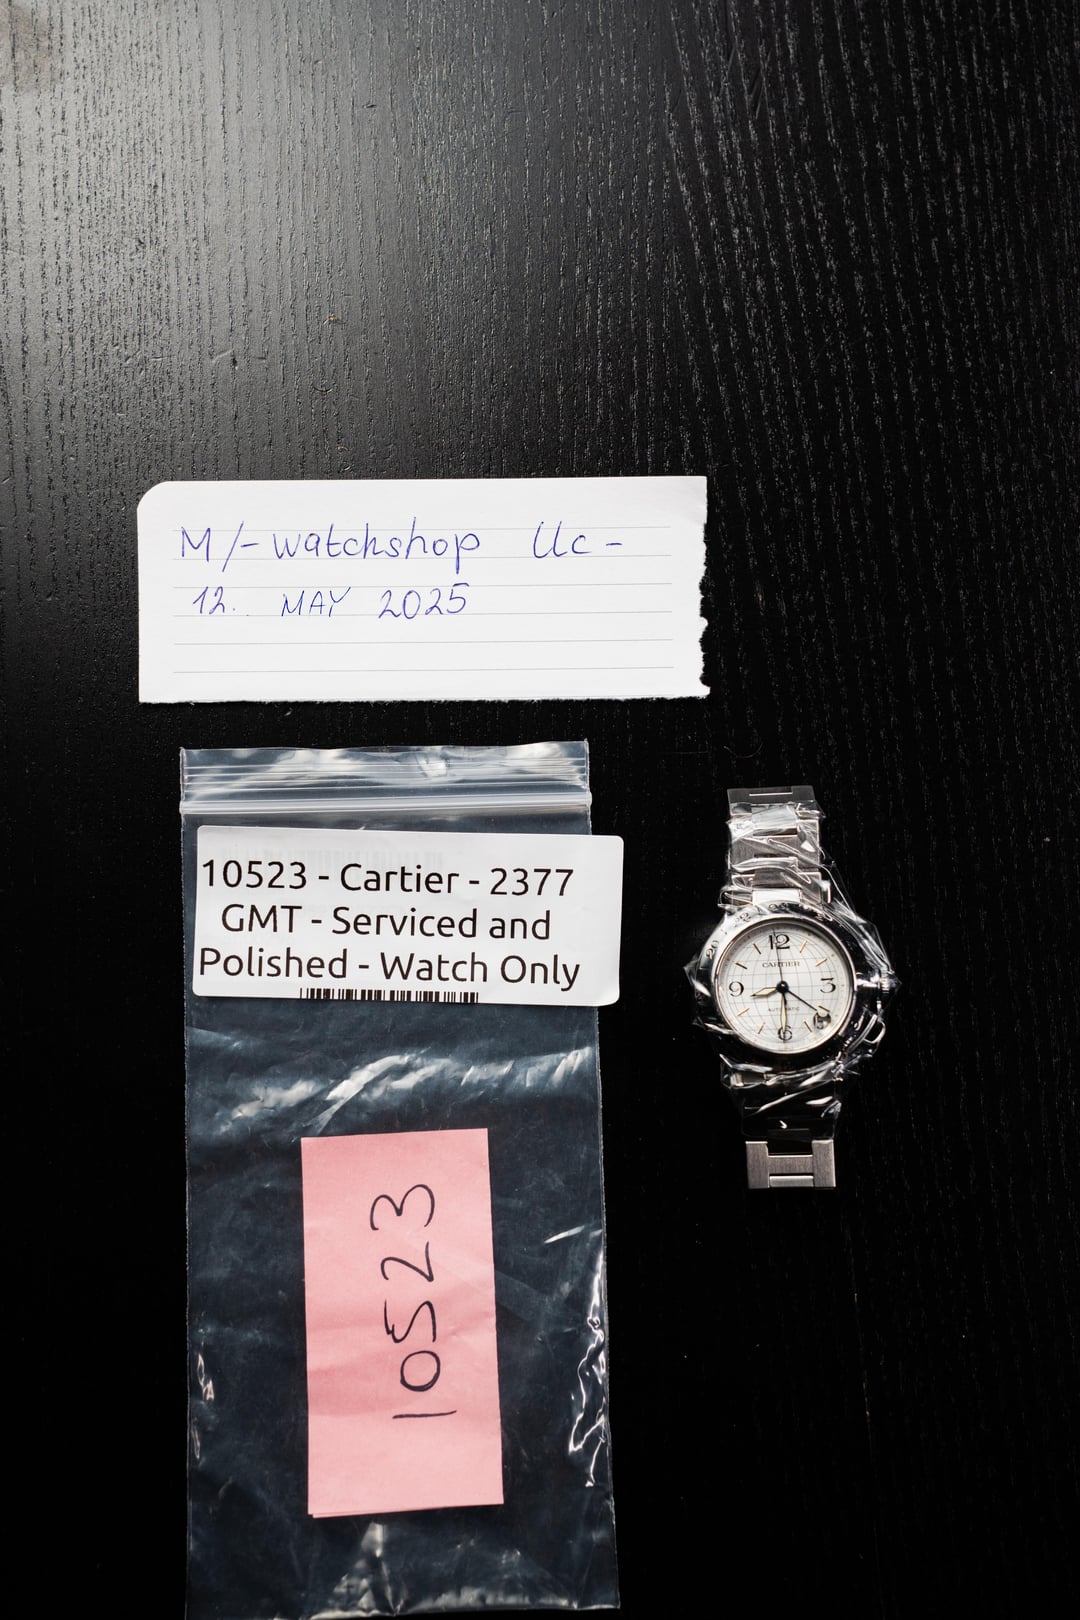 M/-watchshop llc-
12. MAY 2025
10523 - Cartier - 2377
GMT - Serviced and
Polished - Watch Only
10523
12
CARTIER
9
3
AUTOMATIC
6